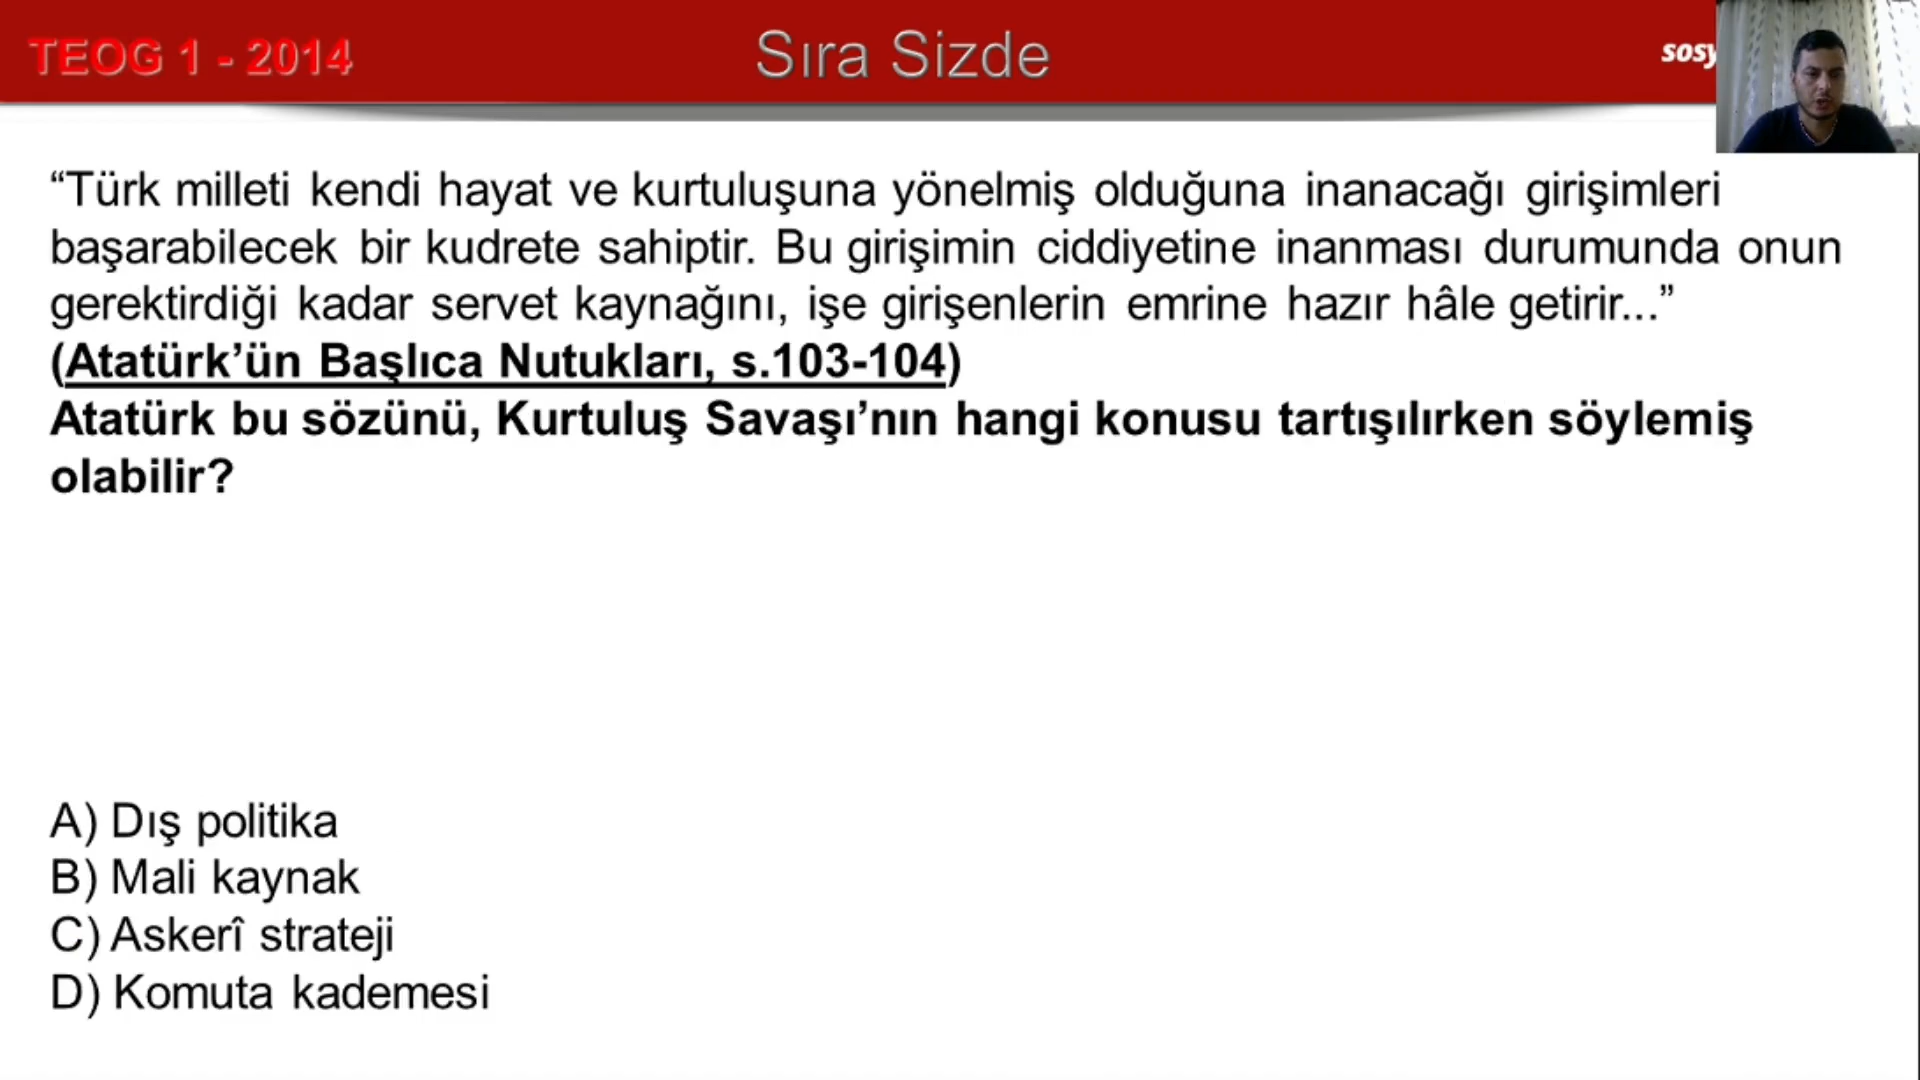 TEOG 1 - 2014
Sıra Sizde
sosy
“Türk milleti kendi hayat ve kurtuluşuna yönelmiş olduğuna inanacağı girişimleri
başarabilecek bir kudrete sahiptir. Bu girişimin ciddiyetine inanması durumunda onun
gerektirdiği kadar servet kaynağını, işe girişenlerin emrine hazır hâle getirir...”
(Atatürk’ün Başlıca Nutukları, s.103-104)
Atatürk bu sözünü, Kurtuluş Savaşı’nın hangi konusu tartışılırken söylemiş
olabilir?
A) Dış politika
B) Mali kaynak
C) Askerî strateji
D) Komuta kademesi